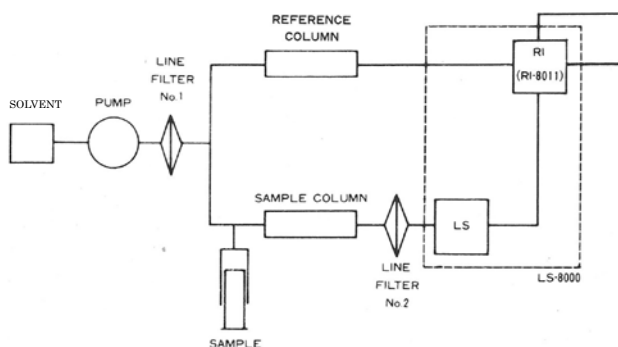 REFERENCE
COLUMN
LINE
FILTER
No.1
PUMP
SOLVENT
RI
(RI-8011)
SAMPLE COLUMN
LS
LINE
FILTER
No.2
LS-8000
SAMPLE